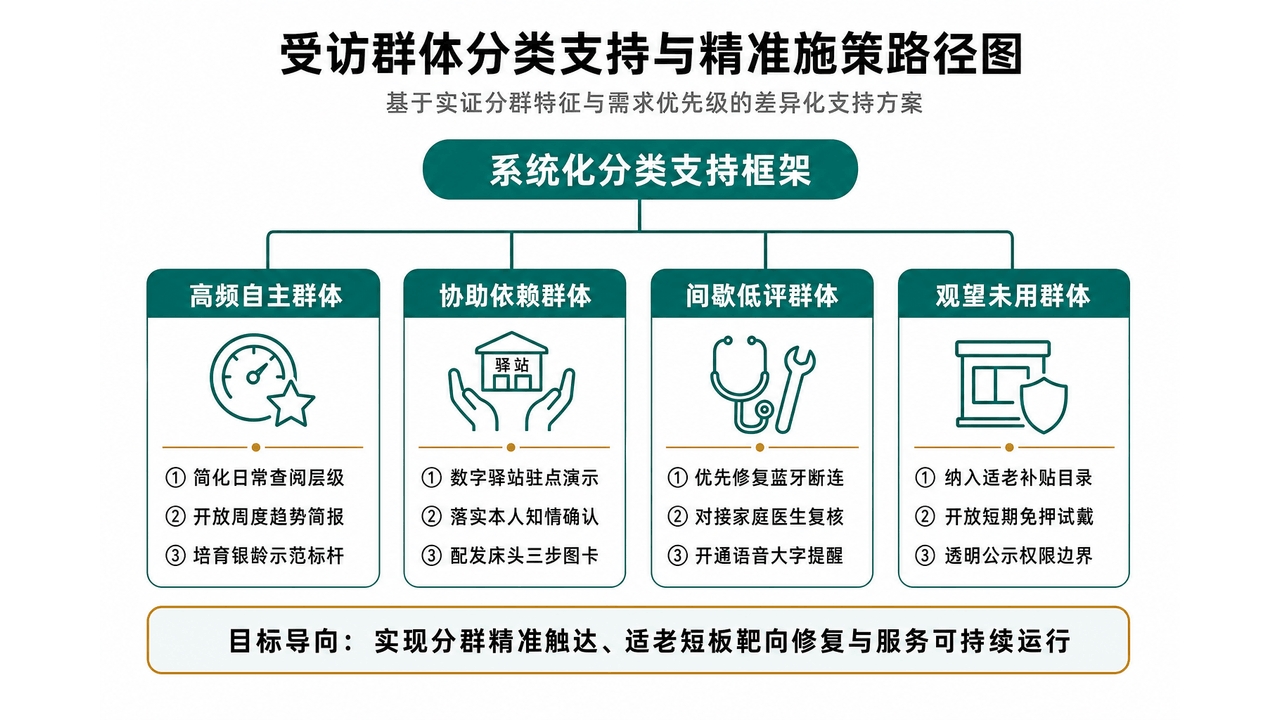 受访群体分类支持与精准施策路径图
基于实证分群特征与需求优先级的差异化支持方案
系统化分类支持框架
高频自主群体
① 简化日常查阅层级
② 开放周度趋势简报
③ 培育银龄示范标杆
协助依赖群体
驿站
① 数字驿站驻点演示
② 落实本人知情确认
③ 配发床头三步图卡
间歇低评群体
① 优先修复蓝牙断连
② 对接家庭医生复核
③ 开通语音大字提醒
观望未用群体
① 纳入适老补贴目录
② 开放短期免押试戴
③ 透明公示权限边界
目标导向：实现分群精准触达、适老短板靶向修复与服务可持续运行